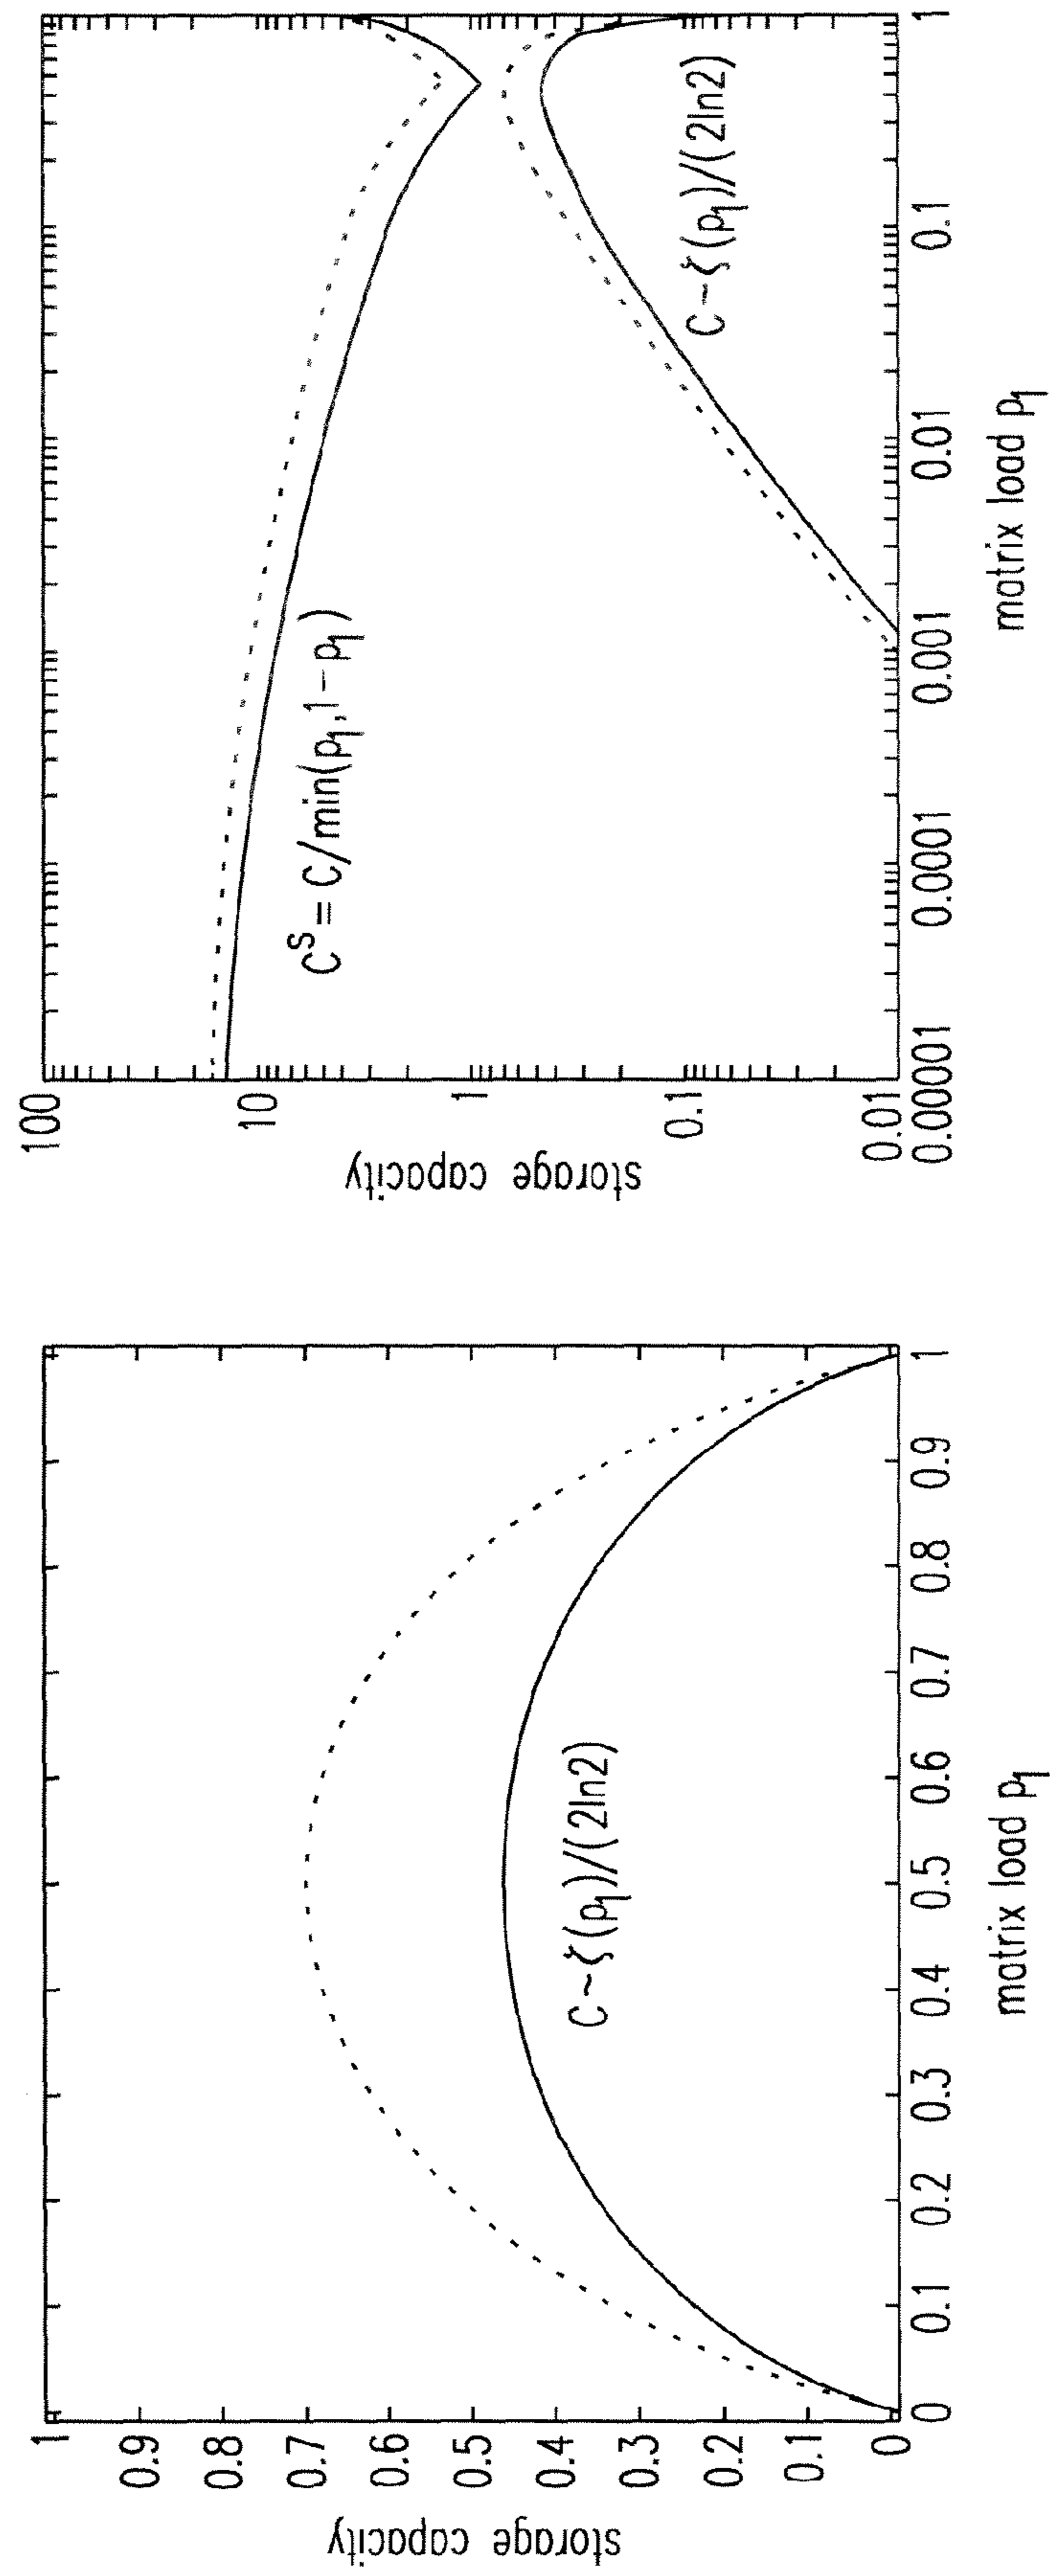 storage capacity
1
0.9
0.8
0.7
0.6
0.5
0.4
0.3
0.2
0.1
0
C ~ ζ (p₁)/(2ln2)
0 0.1 0.2 0.3 0.4 0.5 0.6 0.7 0.8 0.9 1
matrix load p₁
storage capacity
100
10
1
0.1
0.01
Cˢ = C/min(p₁,1-p₁)
C ~ ζ (p₁)/(2ln2)
0.00001 0.0001 0.001 0.01 0.1 1
matrix load p₁